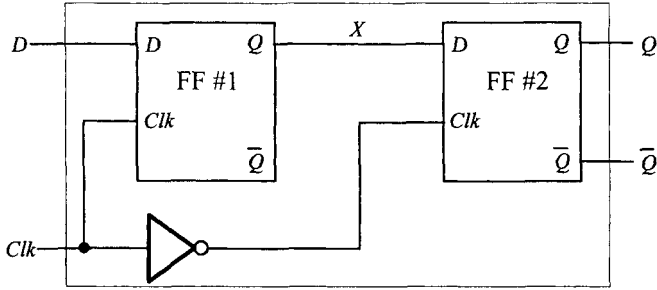 D D Q X D Q Q
FF #1 FF #2
Clk Clk
Q̅ Q̅ Q̅
Clk